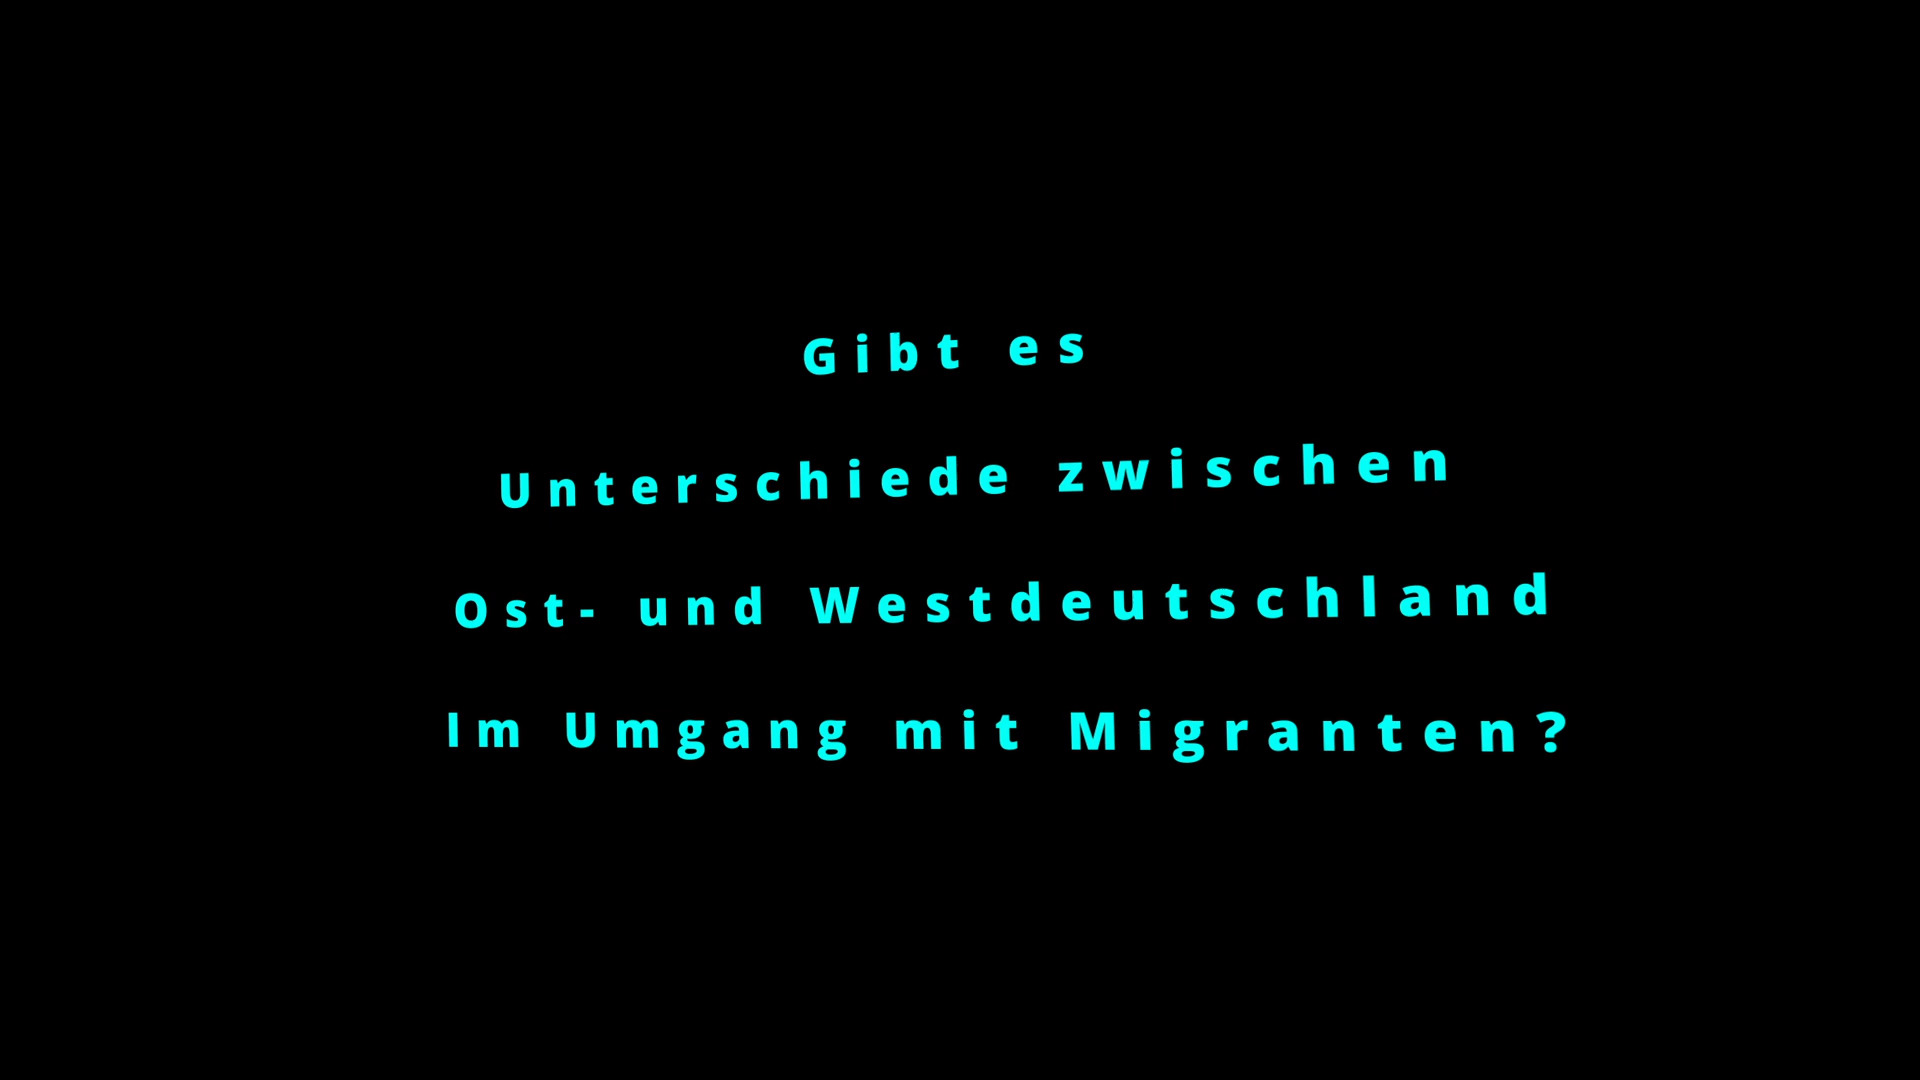 Gibt es
Unterschiede zwischen
Ost- und Westdeutschland
Im Umgang mit Migranten?